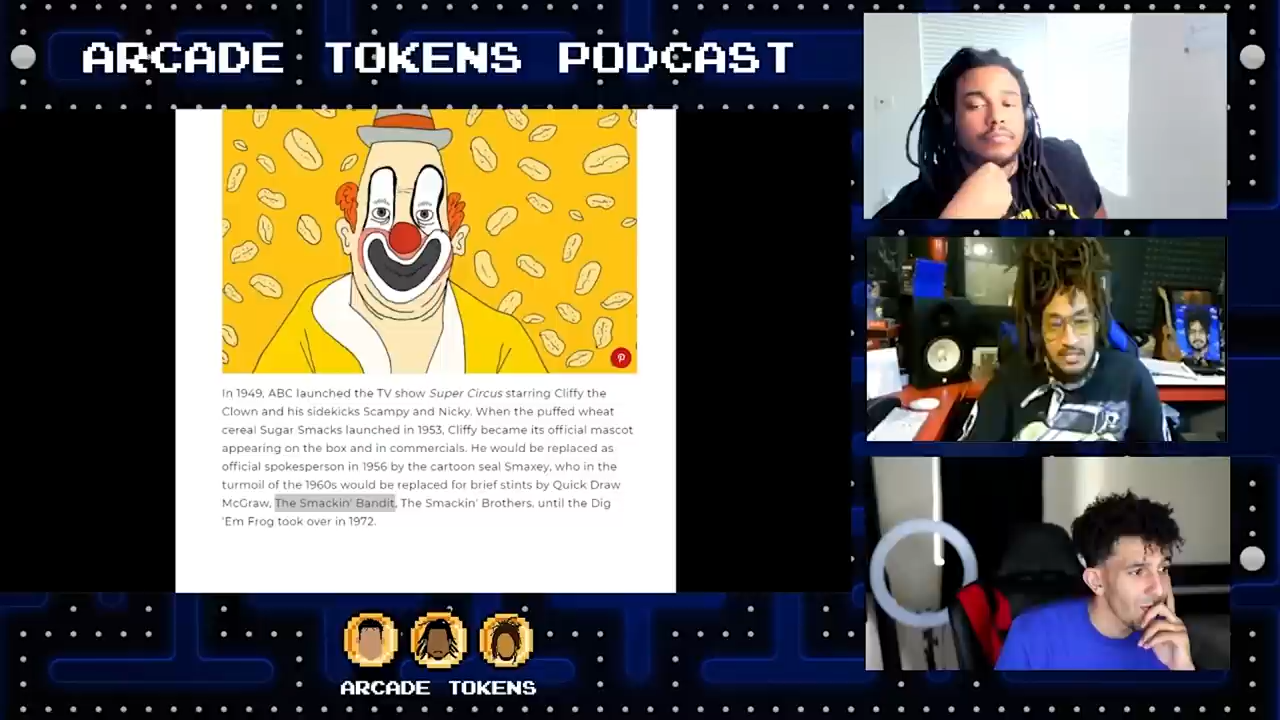 ARCADE TOKENS PODCAST
In 1949, ABC launched the TV show Super Circus starring Cliffy the
Clown and his sidekicks Scampy and Nicky. When the puffed wheat
cereal Sugar Smacks launched in 1953, Cliffy became its official mascot
appearing on the box and in commercials. He would be replaced as
official spokesperson in 1956 by the cartoon seal Smaxey, who in the
turmoil of the 1960s would be replaced for brief stints by Quick Draw
McGraw, The Smackin' Bandit, The Smackin' Brothers. until the Dig
'Em Frog took over in 1972.
ARCADE TOKENS